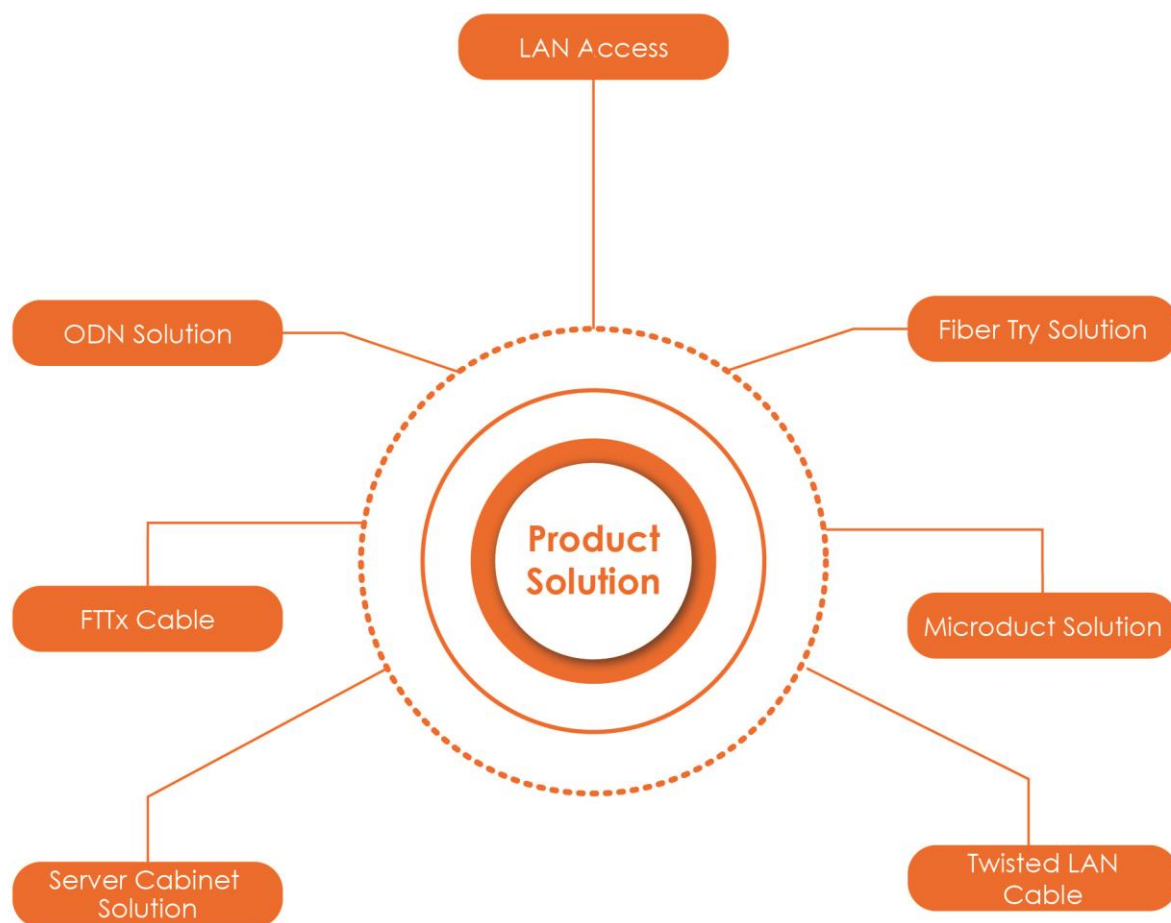 LAN Access
ODN Solution
Fiber Try Solution
Product
Solution
FTTx Cable
Microduct Solution
Server Cabinet
Solution
Twisted LAN
Cable